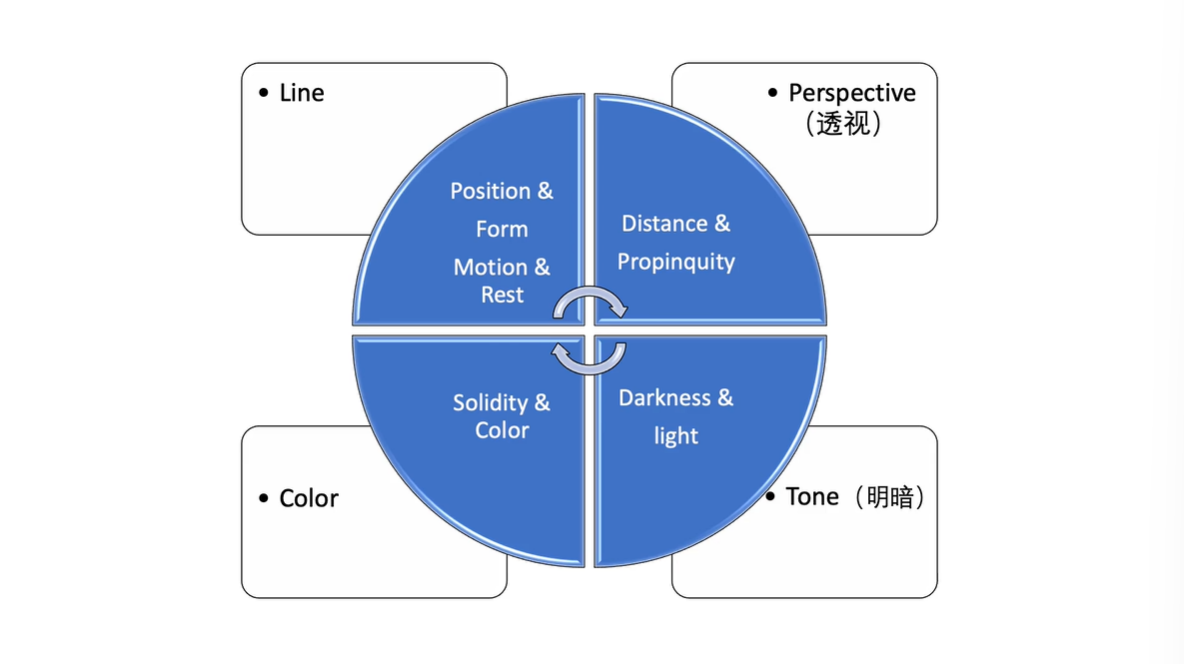 • Line
• Perspective
（透视）
Position &
Form
Motion &
Rest
Distance &
Propinquity
Solidity &
Color
Darkness &
light
• Color
• Tone（明暗）